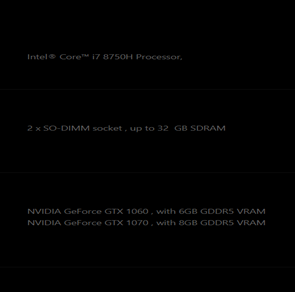 Intel® Core™ i7 8750H Processor,
2 x SO-DIMM socket , up to 32 GB SDRAM
NVIDIA GeForce GTX 1060 , with 6GB GDDR5 VRAM
NVIDIA GeForce GTX 1070 , with 8GB GDDR5 VRAM